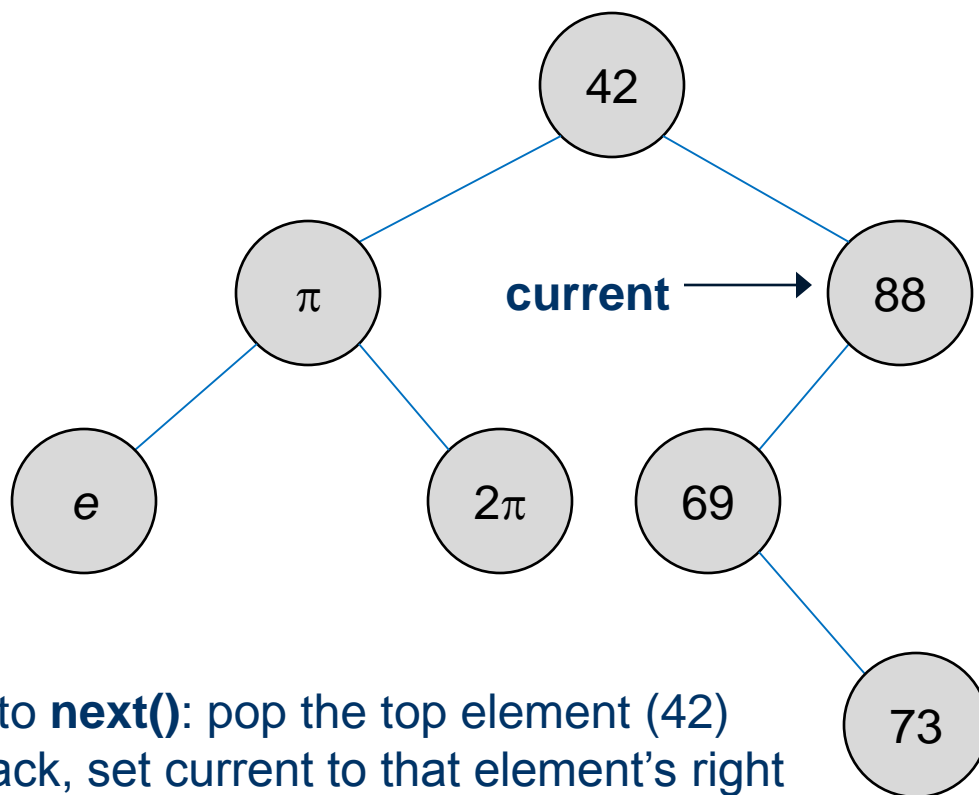 42
π
current
88
e
2π
69
73
to next(): pop the top element (42)
set current to that element's right